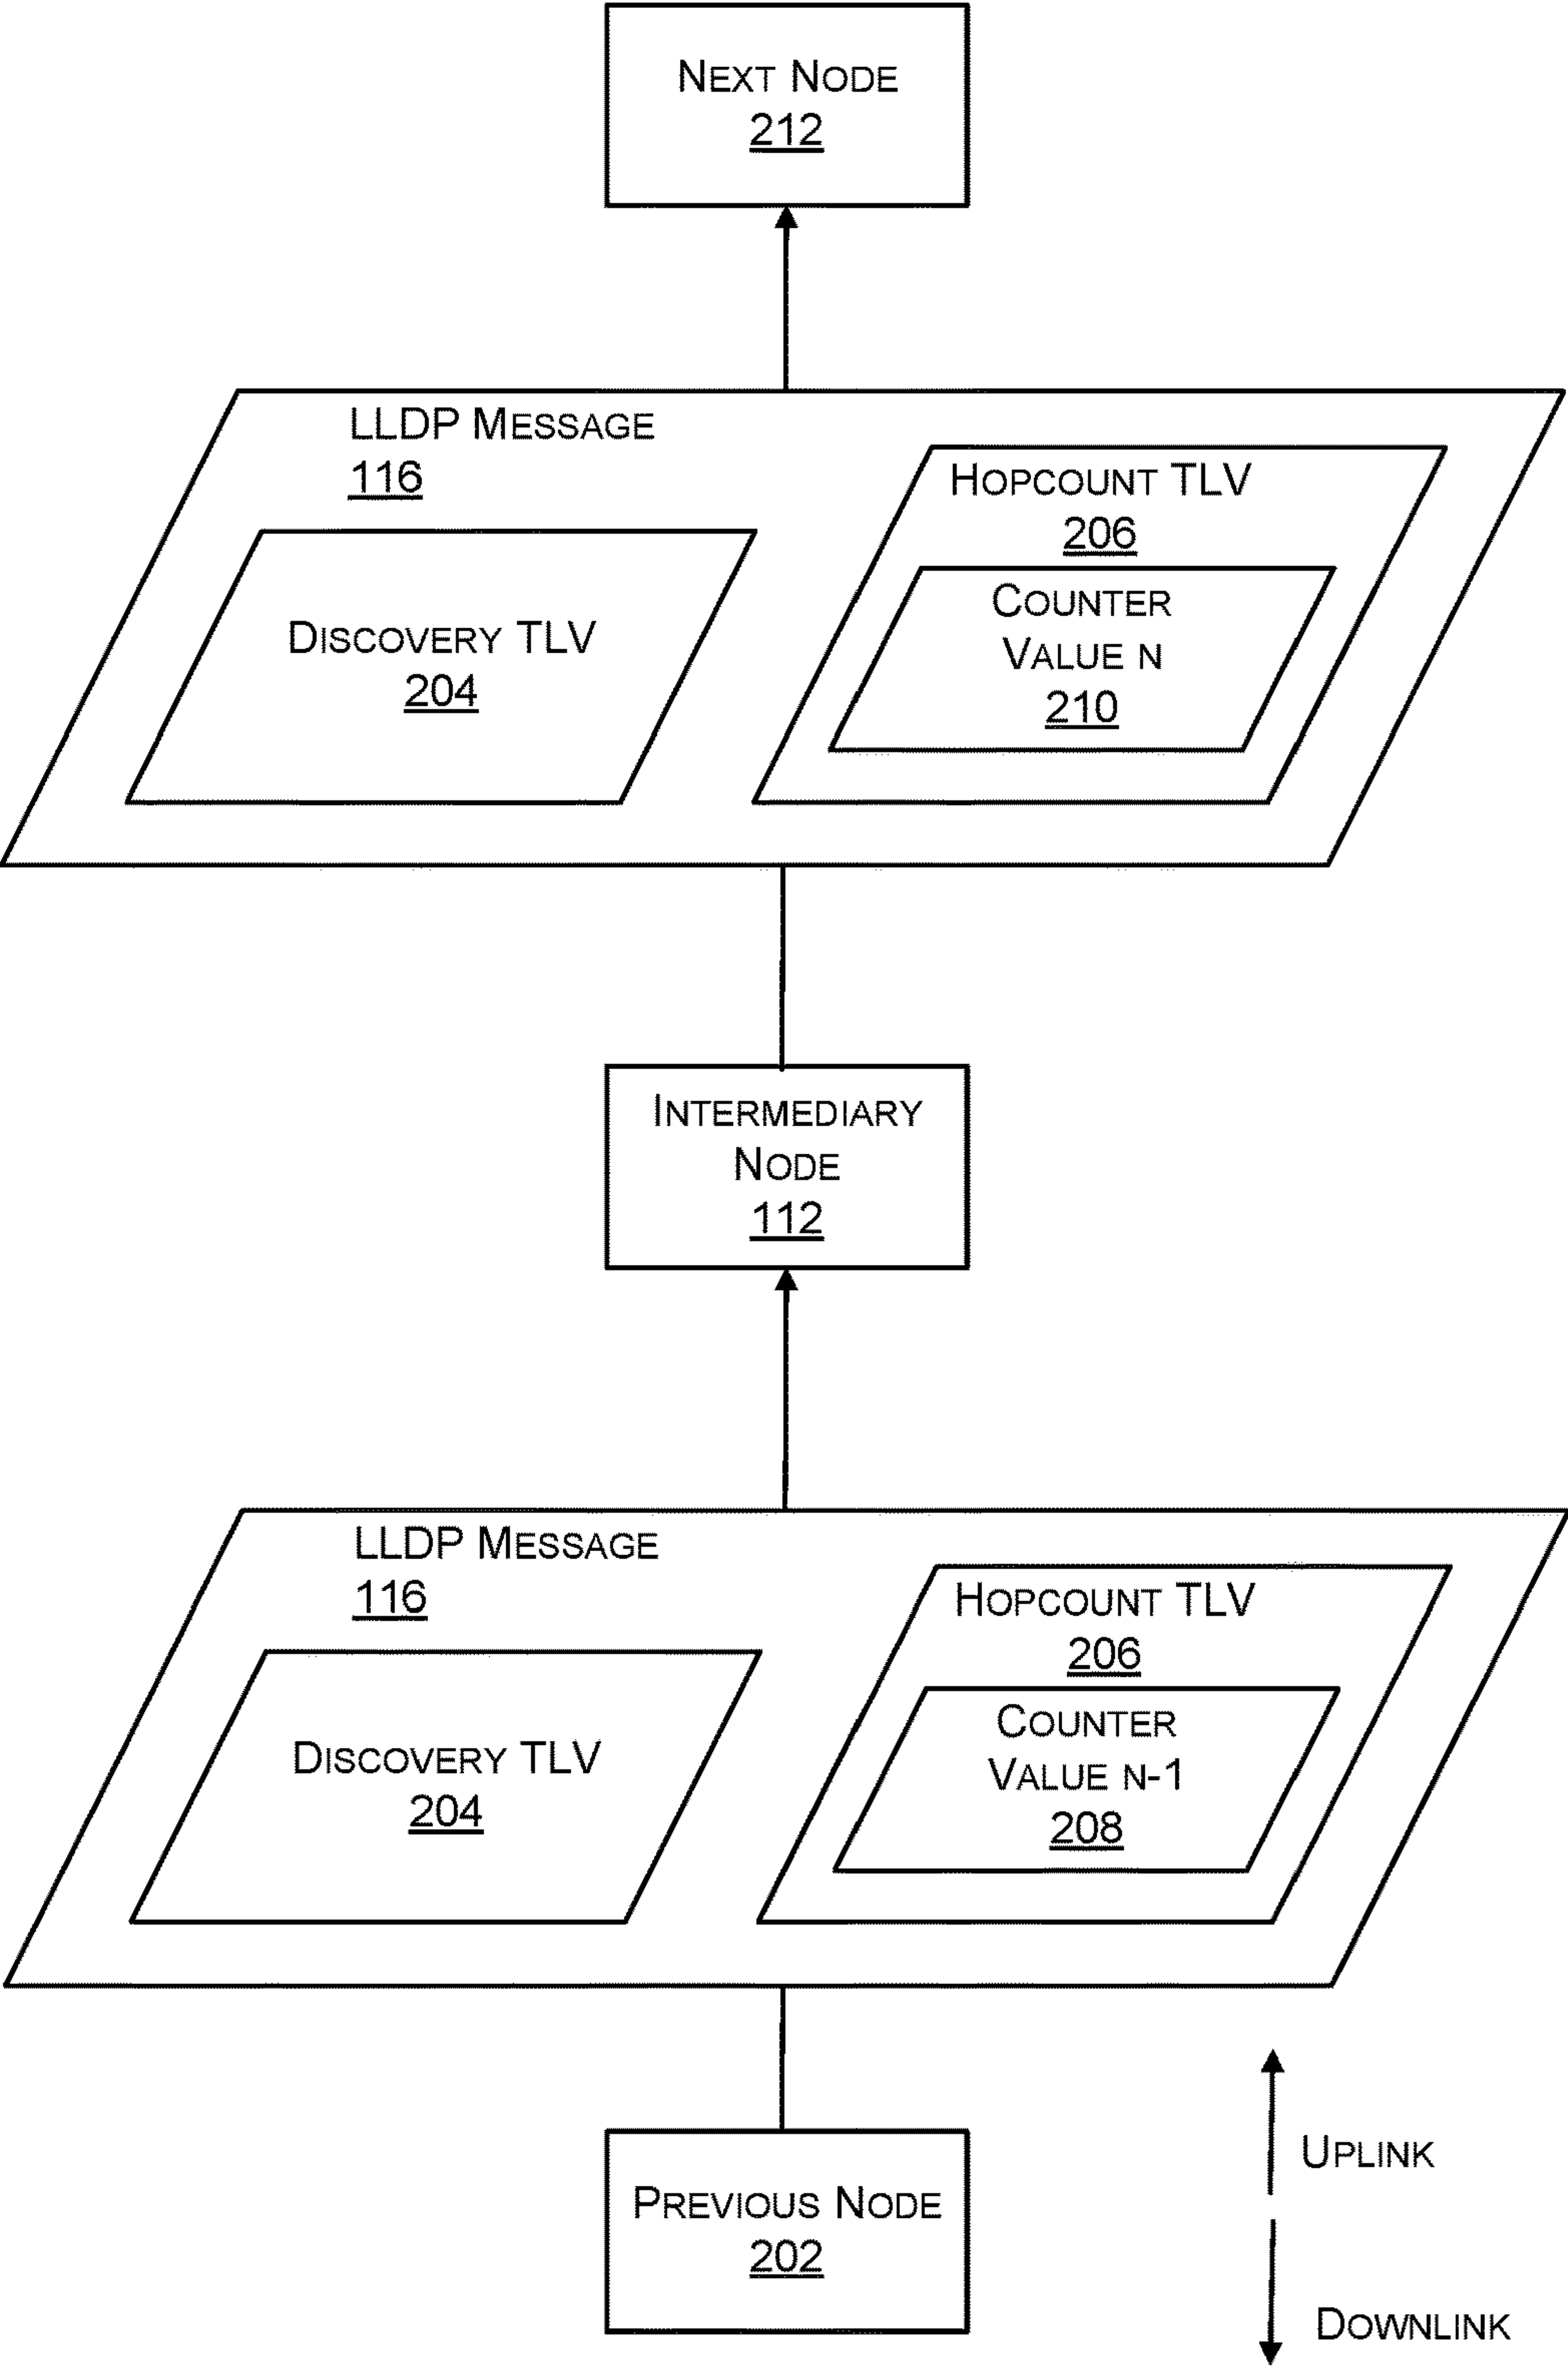 NEXT NODE
212
LLDP MESSAGE
116
HOPCOUNT TLV
206
COUNTER
VALUE N
210
DISCOVERY TLV
204
INTERMEDIARY
NODE
112
LLDP MESSAGE
116
HOPCOUNT TLV
206
COUNTER
VALUE N-1
208
DISCOVERY TLV
204
PREVIOUS NODE
202
UPLINK
DOWNLINK